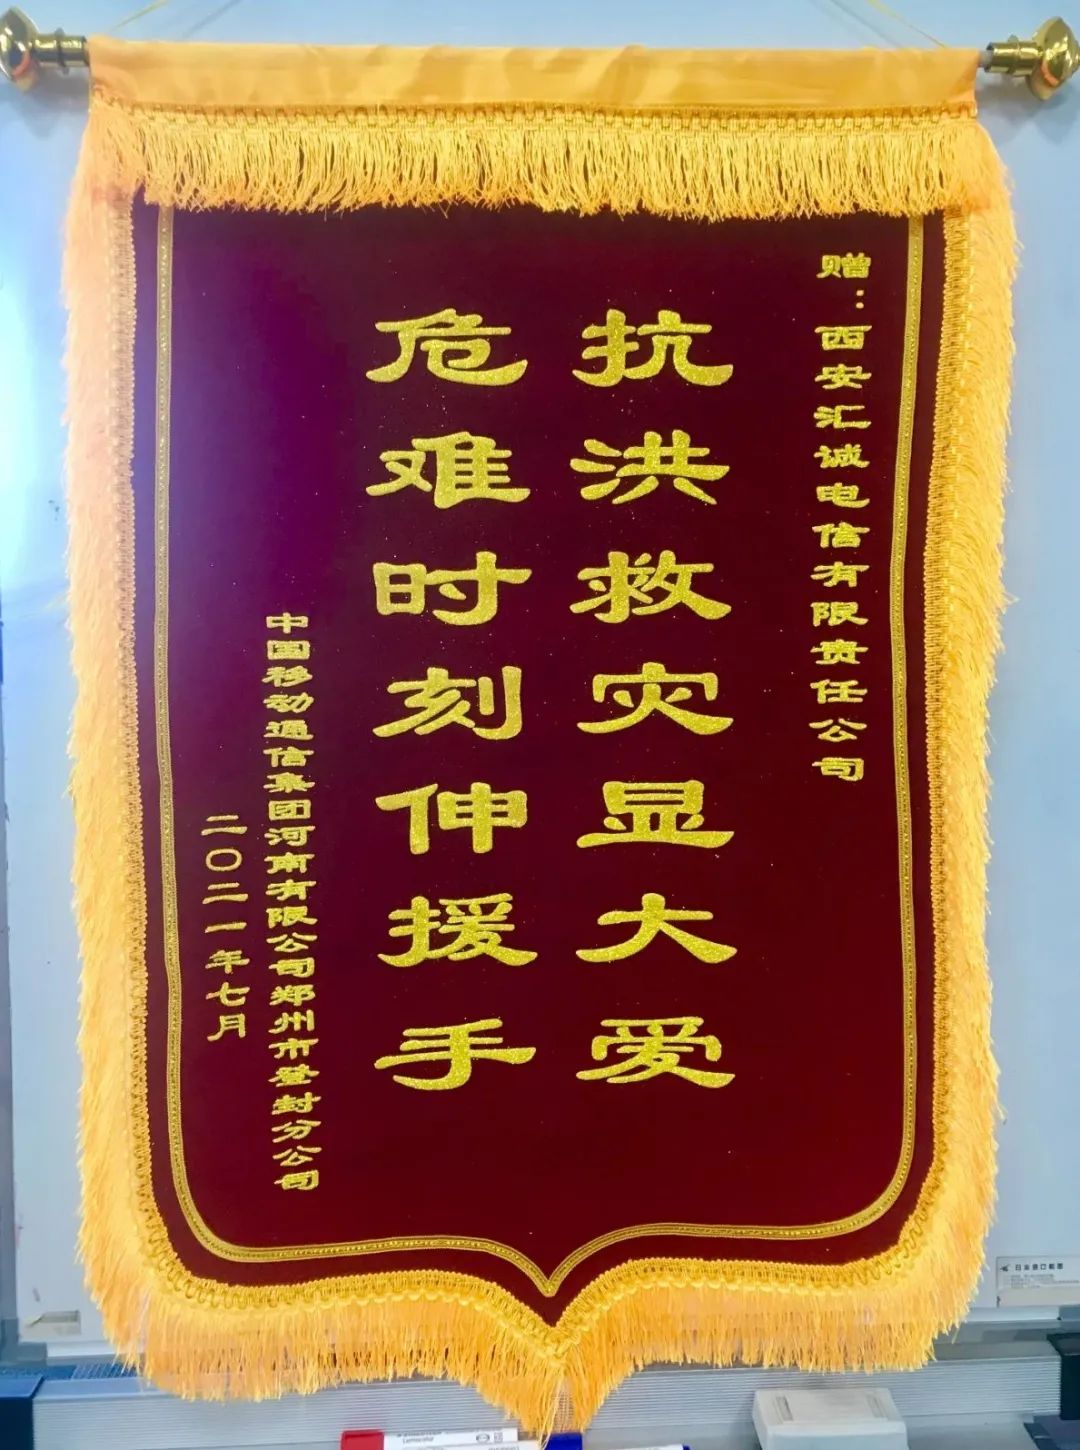 赠：西安汇诚电信有限责任公司
抗洪救灾显大爱
危难时刻伸援手
中国移动通信集团河南有限公司郑州市登封分公司
二〇二一年七月